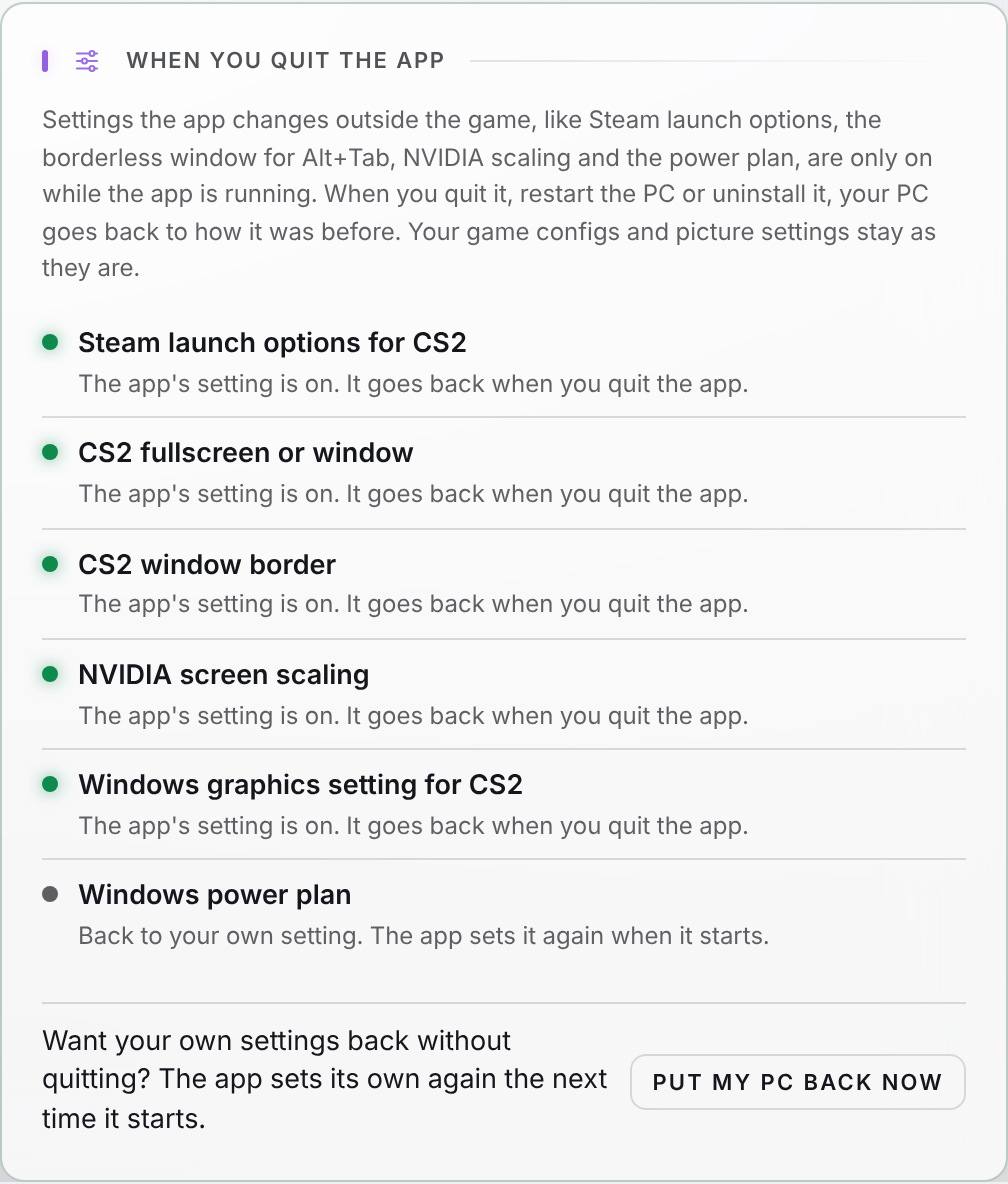 WHEN YOU QUIT THE APP
Settings the app changes outside the game, like Steam launch options, the
borderless window for Alt+Tab, NVIDIA scaling and the power plan, are only on
while the app is running. When you quit it, restart the PC or uninstall it, your PC
goes back to how it was before. Your game configs and picture settings stay as
they are.
Steam launch options for CS2
The app's setting is on. It goes back when you quit the app.
CS2 fullscreen or window
The app's setting is on. It goes back when you quit the app.
CS2 window border
The app's setting is on. It goes back when you quit the app.
NVIDIA screen scaling
The app's setting is on. It goes back when you quit the app.
Windows graphics setting for CS2
The app's setting is on. It goes back when you quit the app.
Windows power plan
Back to your own setting. The app sets it again when it starts.
Want your own settings back without
quitting? The app sets its own again the next
time it starts.
PUT MY PC BACK NOW